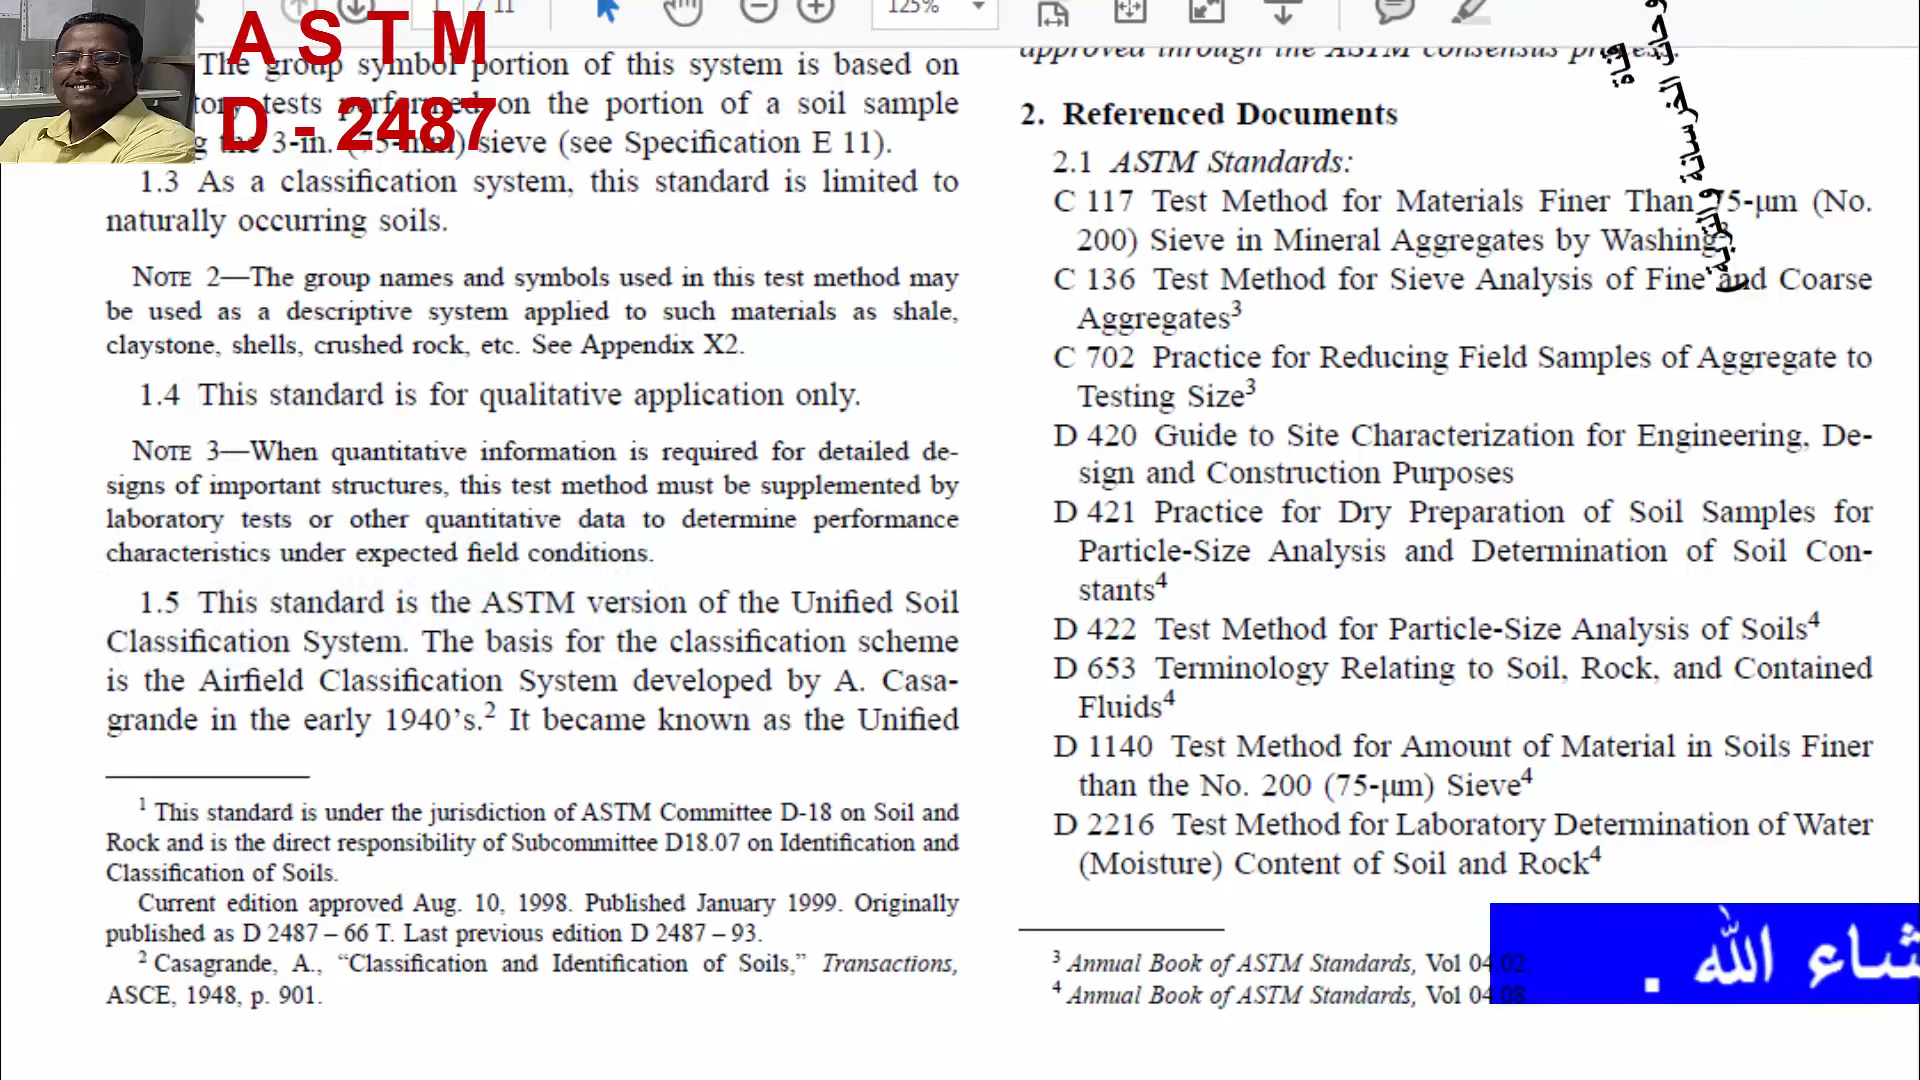 / 11
125%
A S T M
D - 2487
The group symbol portion of this system is based on
tory tests performed on the portion of a soil sample
g the 3-in. (75-mm) sieve (see Specification E 11).
1.3 As a classification system, this standard is limited to
naturally occurring soils.
NOTE 2—The group names and symbols used in this test method may
be used as a descriptive system applied to such materials as shale,
claystone, shells, crushed rock, etc. See Appendix X2.
1.4 This standard is for qualitative application only.
NOTE 3—When quantitative information is required for detailed de-
signs of important structures, this test method must be supplemented by
laboratory tests or other quantitative data to determine performance
characteristics under expected field conditions.
1.5 This standard is the ASTM version of the Unified Soil
Classification System. The basis for the classification scheme
is the Airfield Classification System developed by A. Casa-
grande in the early 1940's.2 It became known as the Unified
1 This standard is under the jurisdiction of ASTM Committee D-18 on Soil and
Rock and is the direct responsibility of Subcommittee D18.07 on Identification and
Classification of Soils.
Current edition approved Aug. 10, 1998. Published January 1999. Originally
published as D 2487 – 66 T. Last previous edition D 2487 – 93.
2 Casagrande, A., “Classification and Identification of Soils,” Transactions,
ASCE, 1948, p. 901.
approved through the ASTM consensus process.
2. Referenced Documents
2.1 ASTM Standards:
C 117 Test Method for Materials Finer Than 75-μm (No.
200) Sieve in Mineral Aggregates by Washing3
C 136 Test Method for Sieve Analysis of Fine and Coarse
Aggregates3
C 702 Practice for Reducing Field Samples of Aggregate to
Testing Size3
D 420 Guide to Site Characterization for Engineering, De-
sign and Construction Purposes
D 421 Practice for Dry Preparation of Soil Samples for
Particle-Size Analysis and Determination of Soil Con-
stants4
D 422 Test Method for Particle-Size Analysis of Soils4
D 653 Terminology Relating to Soil, Rock, and Contained
Fluids4
D 1140 Test Method for Amount of Material in Soils Finer
than the No. 200 (75-μm) Sieve4
D 2216 Test Method for Laboratory Determination of Water
(Moisture) Content of Soil and Rock4
3 Annual Book of ASTM Standards, Vol 04.02.
4 Annual Book of ASTM Standards, Vol 04.08.
شاء الله .